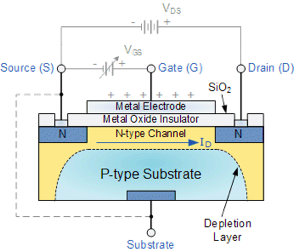 VDS
- +
VGS
- +
Source (S)
Gate (G)
Drain (D)
+ + + + + +
SiO2
Metal Electrode
Metal Oxide Insulator
N
N-type Channel
N
ID
P-type Substrate
Depletion
Layer
Substrate